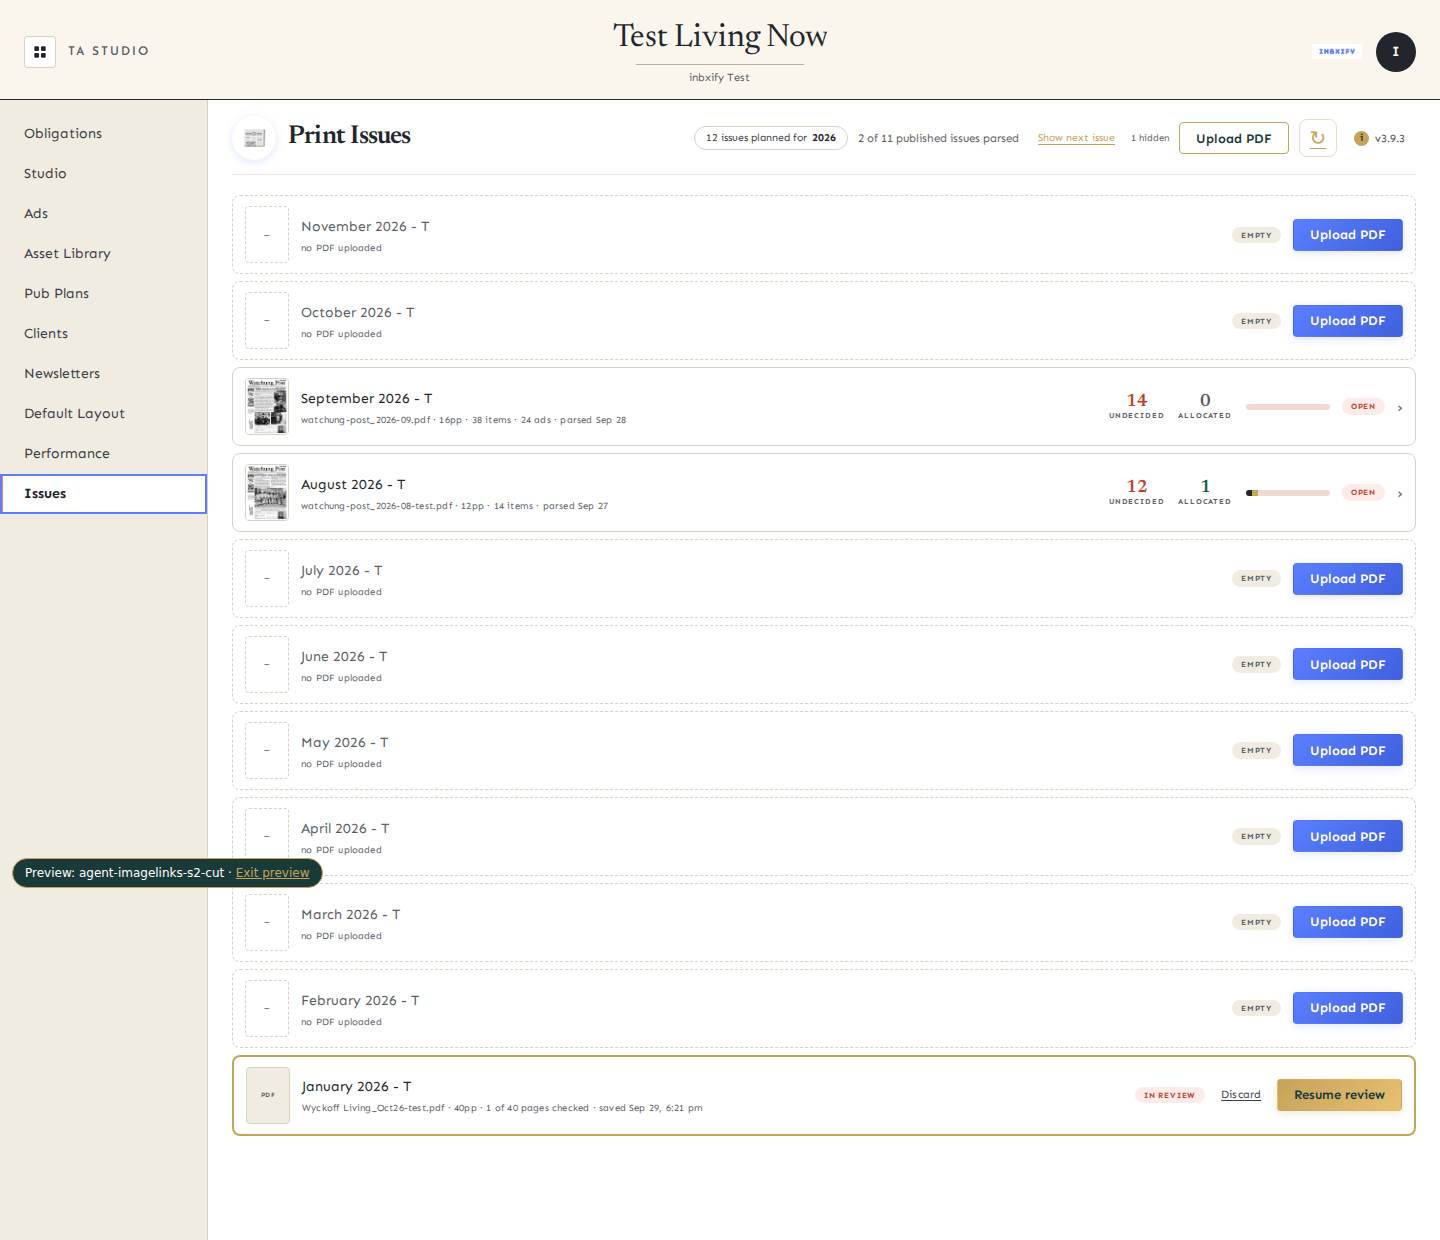 TA STUDIO
Test Living Now
inbxify Test
INBXIFY
I
Obligations
Studio
Ads
Asset Library
Pub Plans
Clients
Newsletters
Default Layout
Performance
Issues
Print Issues
12 issues planned for 2026
2 of 11 published issues parsed
Show next issue
1 hidden
Upload PDF
↻
i v3.9.3
–
November 2026 - T
no PDF uploaded
EMPTY
Upload PDF
–
October 2026 - T
no PDF uploaded
EMPTY
Upload PDF
Watchung Post
September 2026 - T
watchung-post_2026-09.pdf · 16pp · 38 items · 24 ads · parsed Sep 28
14
UNDECIDED
0
ALLOCATED
OPEN
›
Watchung Post
August 2026 - T
watchung-post_2026-08-test.pdf · 12pp · 14 items · parsed Sep 27
12
UNDECIDED
1
ALLOCATED
OPEN
›
–
July 2026 - T
no PDF uploaded
EMPTY
Upload PDF
–
June 2026 - T
no PDF uploaded
EMPTY
Upload PDF
–
May 2026 - T
no PDF uploaded
EMPTY
Upload PDF
–
April 2026 - T
no PDF uploaded
EMPTY
Upload PDF
Preview: agent-imagelinks-s2-cut · Exit preview
–
March 2026 - T
no PDF uploaded
EMPTY
Upload PDF
–
February 2026 - T
no PDF uploaded
EMPTY
Upload PDF
PDF
January 2026 - T
Wyckoff Living_Oct26-test.pdf · 40pp · 1 of 40 pages checked · saved Sep 29, 6:21 pm
IN REVIEW
Discard
Resume review